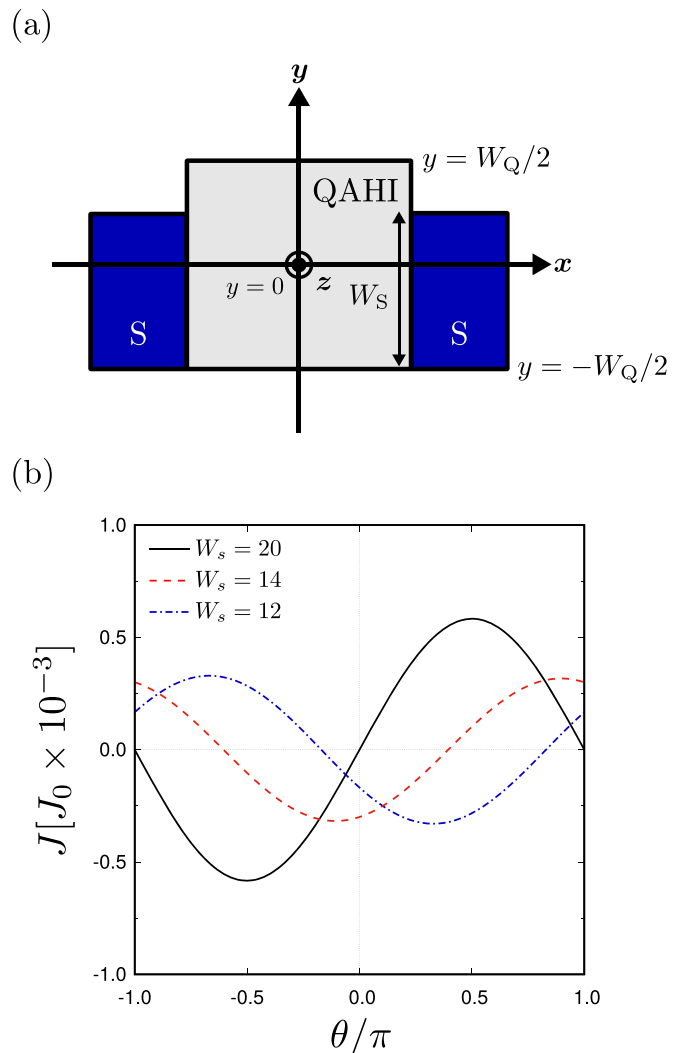 (a)
y
y = W_Q/2
QAHI
x
y = 0
z
W_S
S
S
y = −W_Q/2
(b)
1.0
W_s = 20
W_s = 14
W_s = 12
0.5
0.0
-0.5
-1.0
J[J_0 × 10^{−3}]
-1.0 -0.5 0.0 0.5 1.0
θ/π